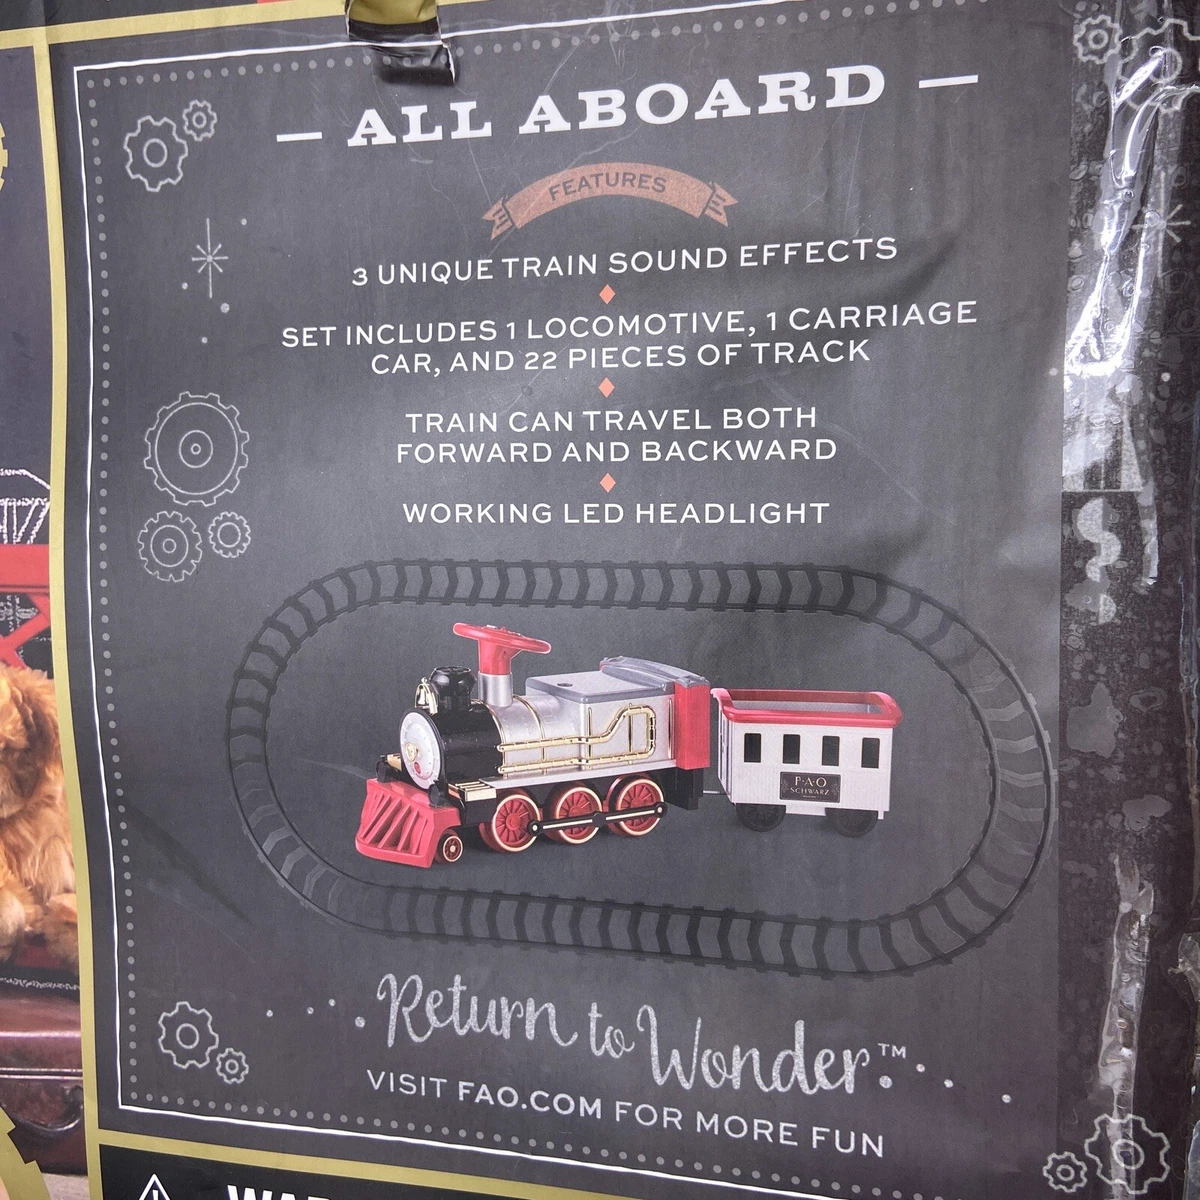 — ALL ABOARD —
FEATURES
3 UNIQUE TRAIN SOUND EFFECTS
SET INCLUDES 1 LOCOMOTIVE, 1 CARRIAGE
CAR, AND 22 PIECES OF TRACK
TRAIN CAN TRAVEL BOTH
FORWARD AND BACKWARD
WORKING LED HEADLIGHT
F·A·O
SCHWARZ
Return to Wonder.™
VISIT FAO.COM FOR MORE FUN